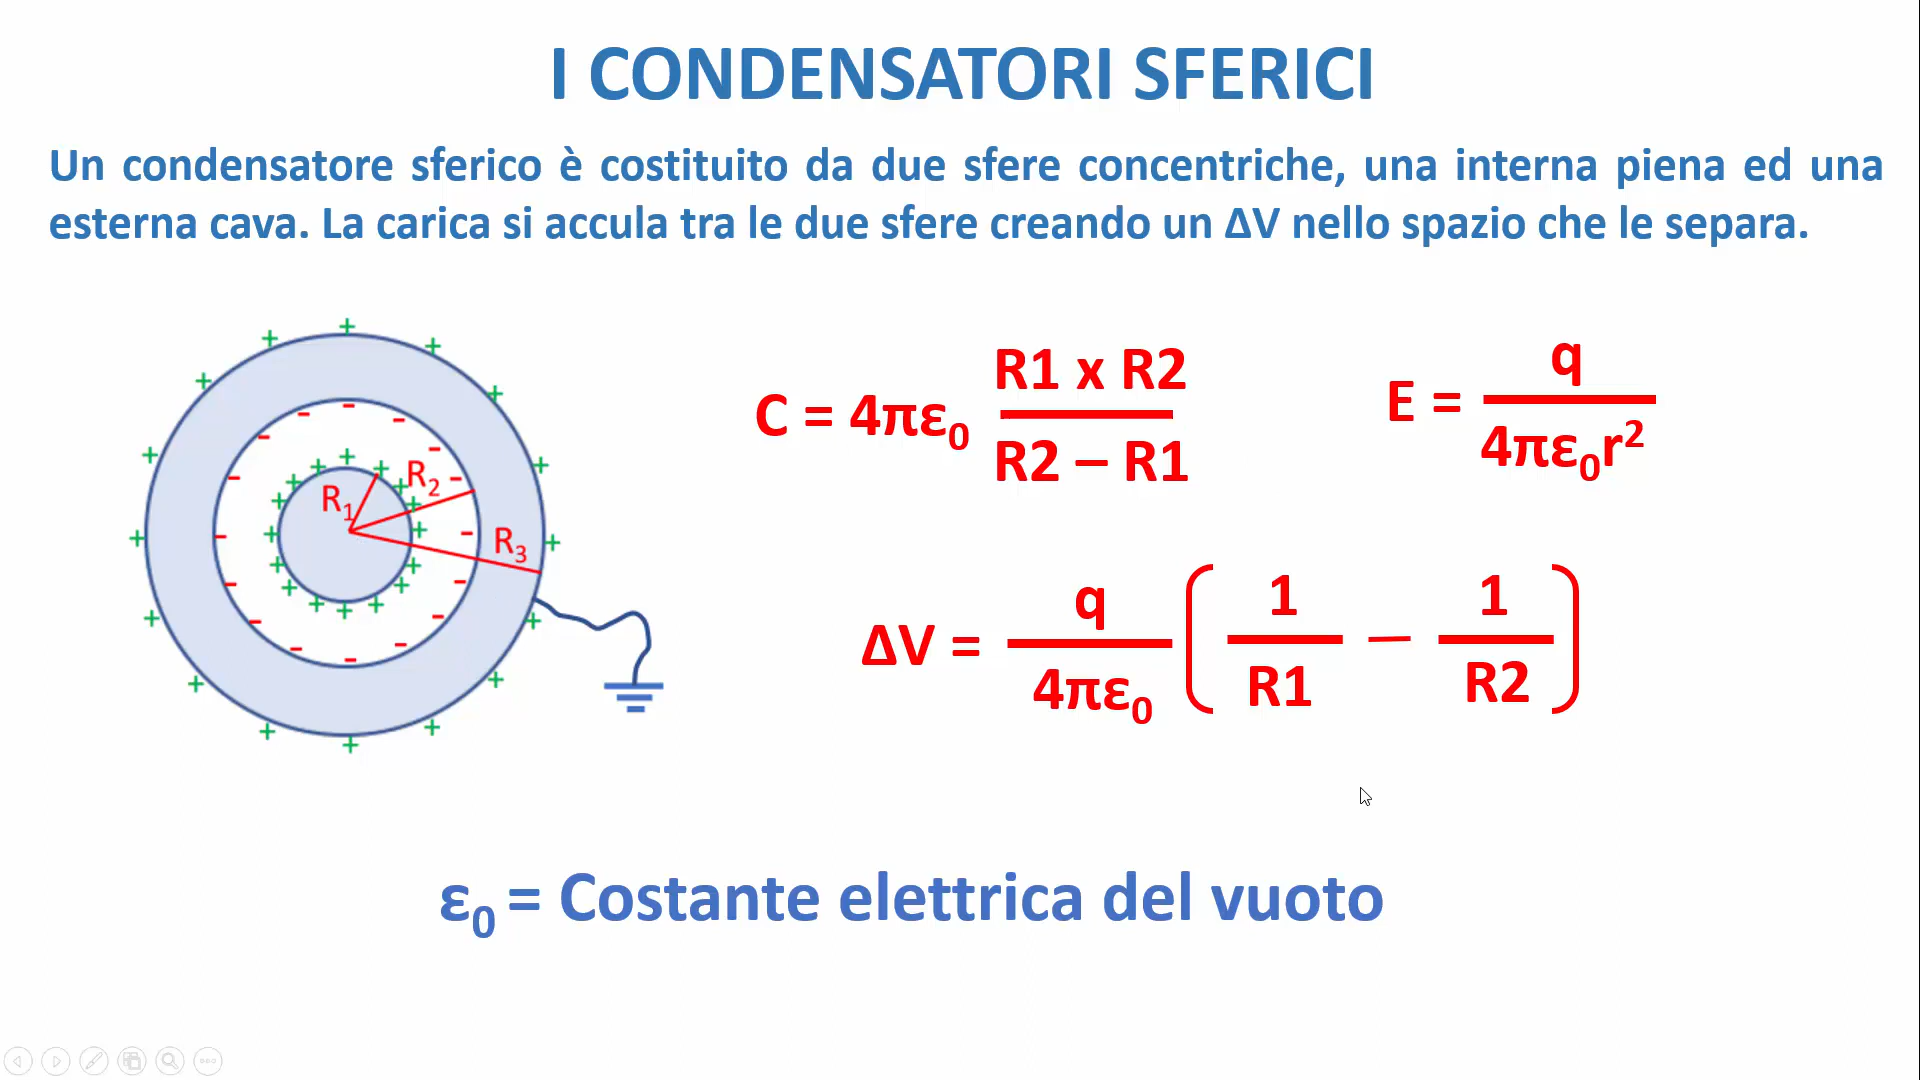 I CONDENSATORI SFERICI
Un condensatore sferico è costituito da due sfere concentriche, una interna piena ed una
esterna cava. La carica si accula tra le due sfere creando un ΔV nello spazio che le separa.
R₁
R₂
R₃
C = 4πε₀ R1 x R2
R2 – R1
E = q
4πε₀r²
ΔV = q
4πε₀
( 1
R1
— 1
R2 )
ε₀ = Costante elettrica del vuoto